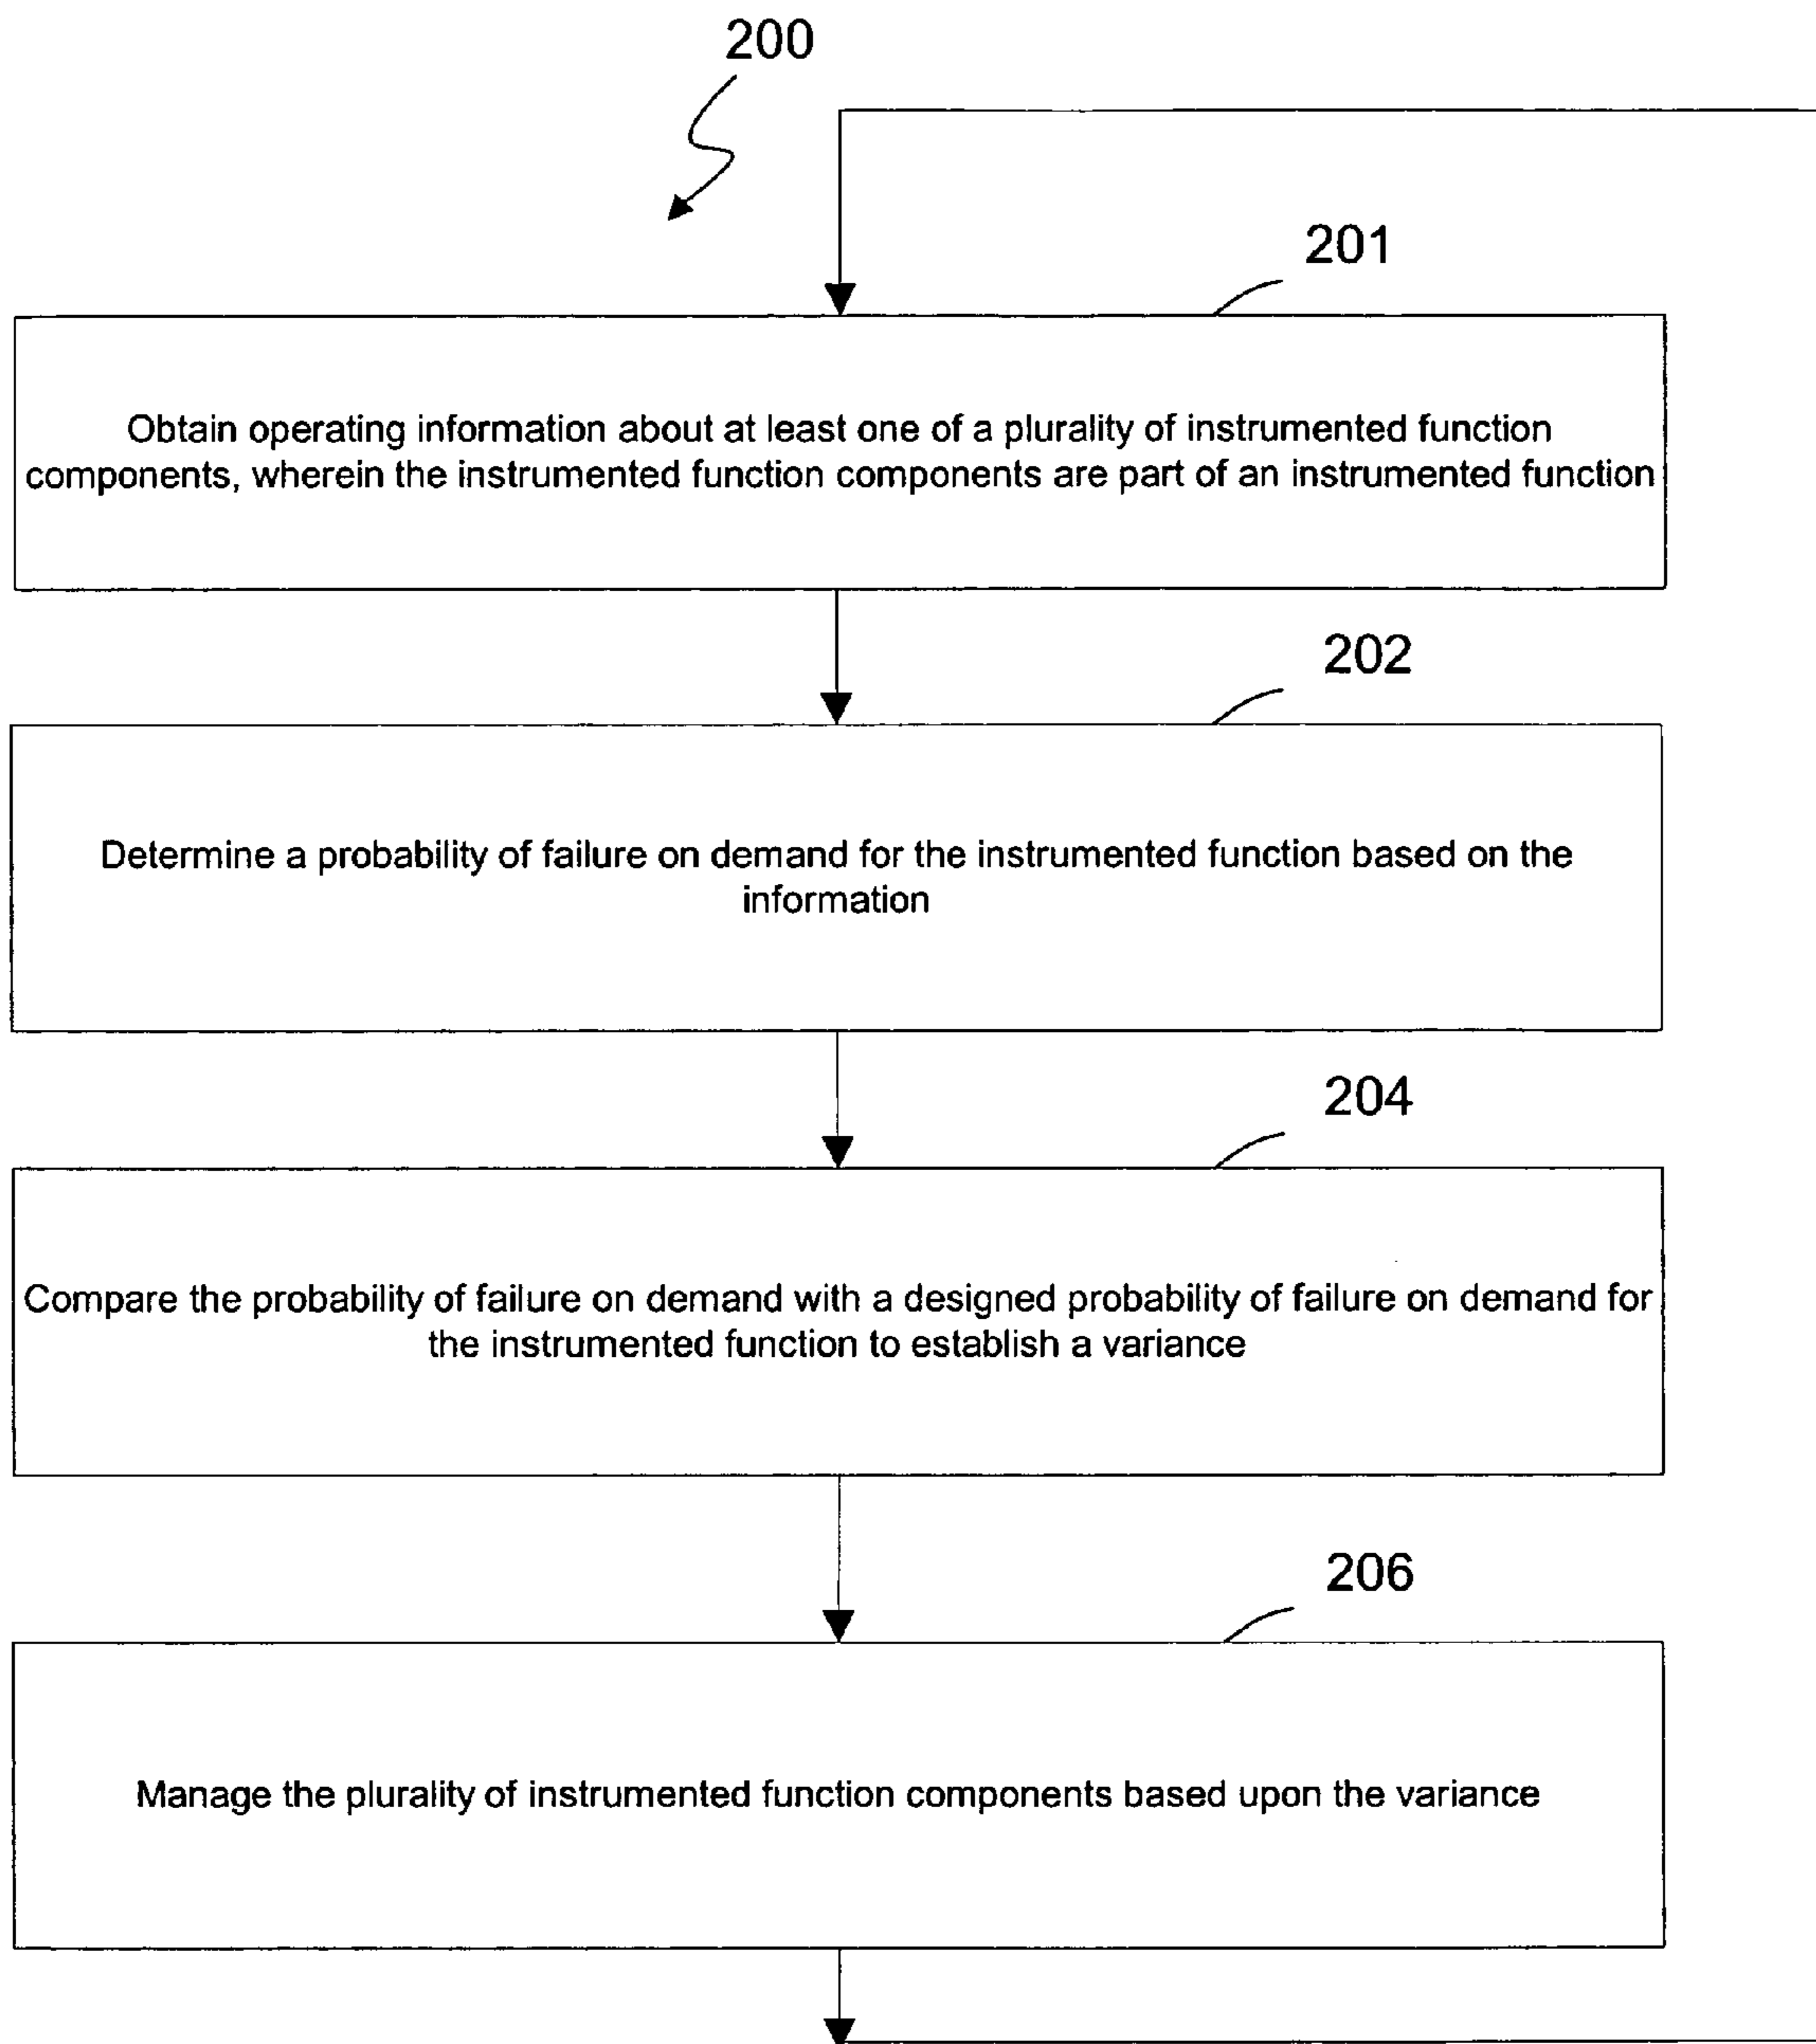 200
201
Obtain operating information about at least one of a plurality of instrumented function
components, wherein the instrumented function components are part of an instrumented function
202
Determine a probability of failure on demand for the instrumented function based on the
information
204
Compare the probability of failure on demand with a designed probability of failure on demand for
the instrumented function to establish a variance
206
Manage the plurality of instrumented function components based upon the variance